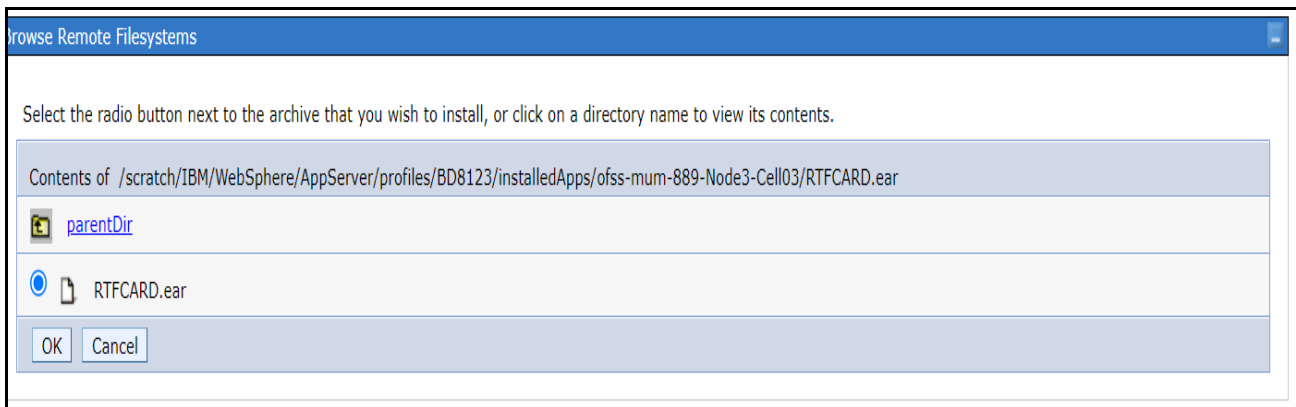 Browse Remote Filesystems
Select the radio button next to the archive that you wish to install, or click on a directory name to view its contents.
Contents of /scratch/IBM/WebSphere/AppServer/profiles/BD8123/installedApps/ofss-mum-889-Node3-Cell03/RTFCARD.ear
parentDir
RTFCARD.ear
OK Cancel